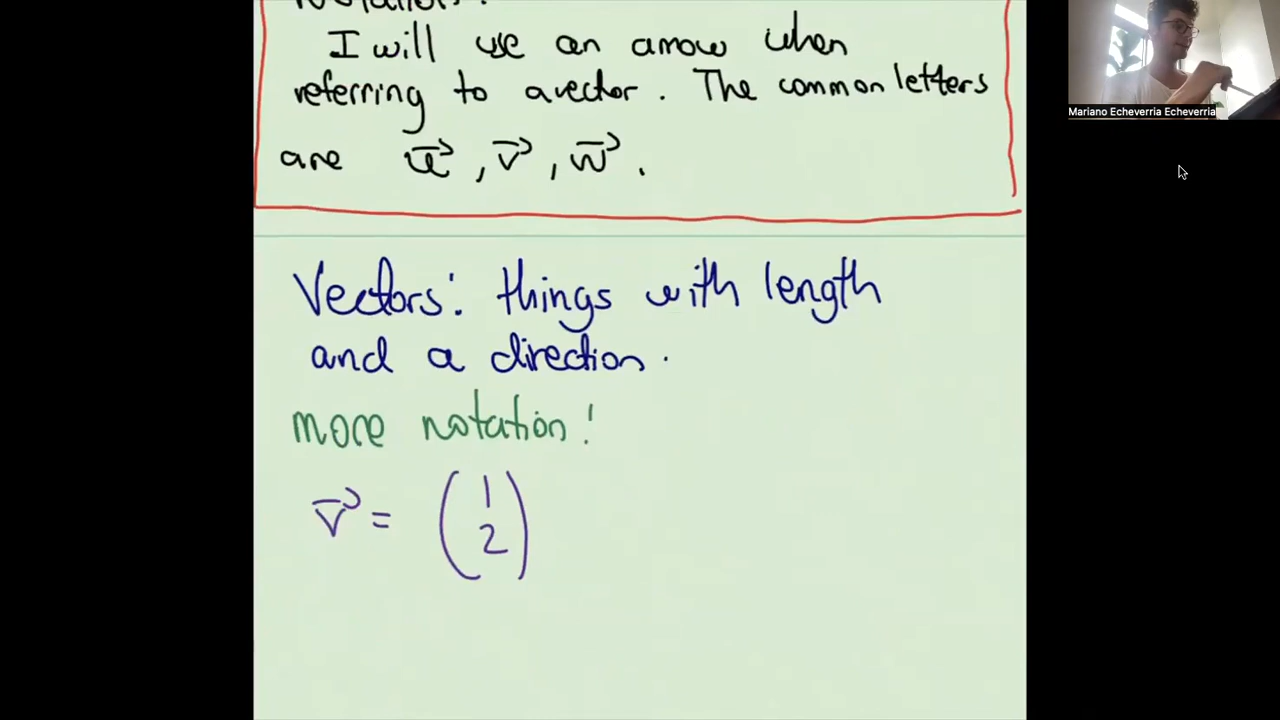 notation:
I will use an arrow when
referring to a vector. The common letters
are u⃗, v⃗, w⃗.
Vectors: things with length
and a direction.
more notation!
v⃗ = (1
2)
Mariano Echeverria Echeverria